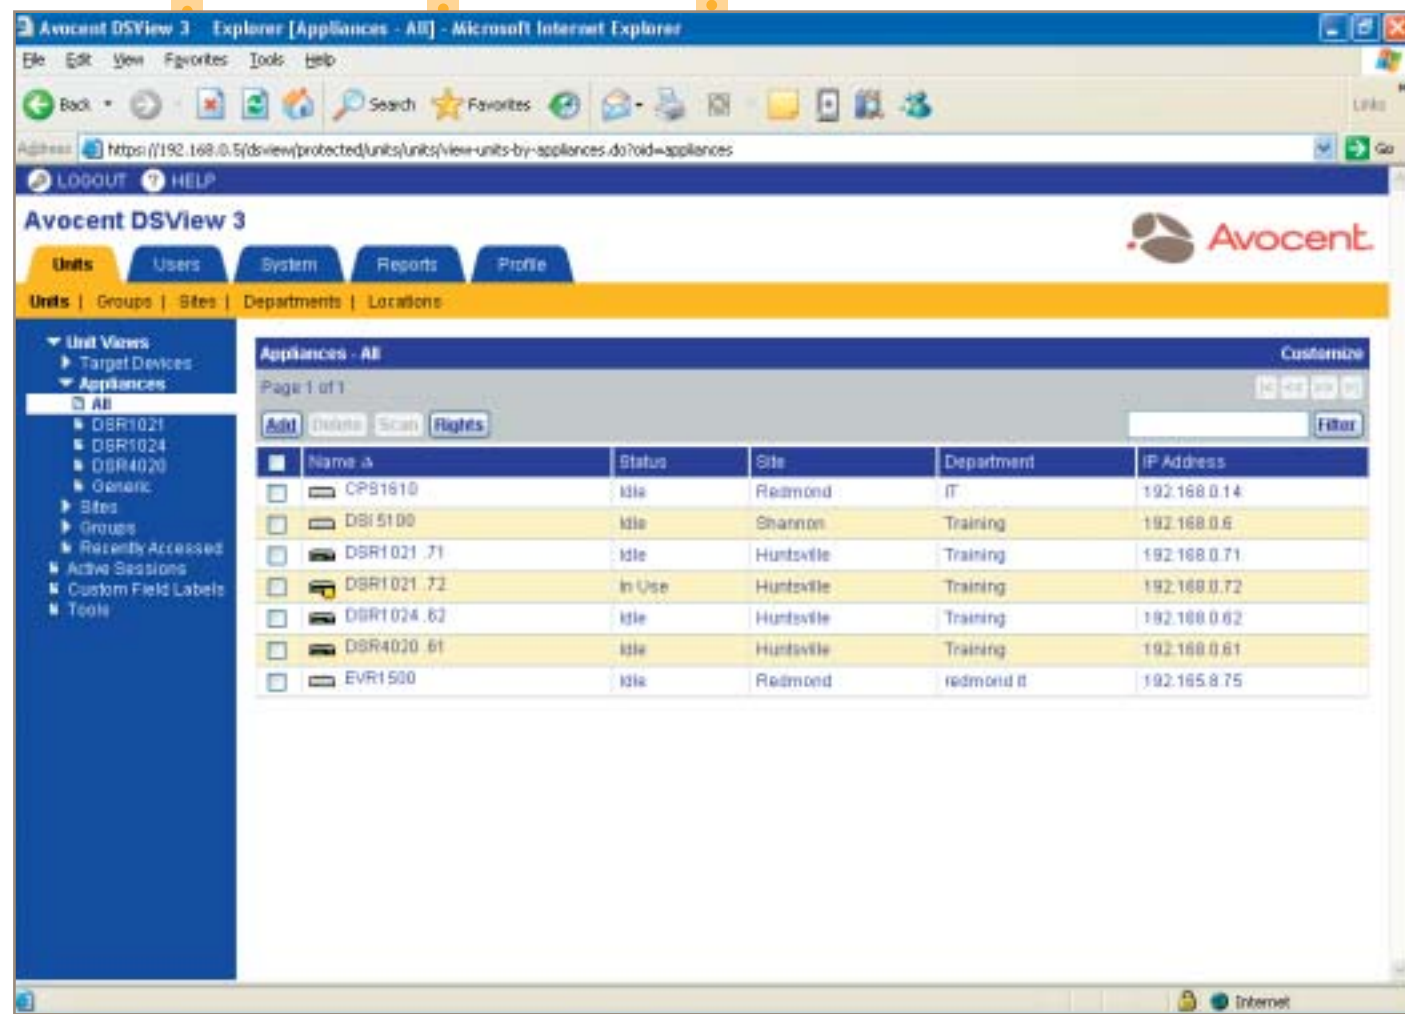 Avocent DSView 3 Explorer [Appliances - All] - Microsoft Internet Explorer
File Edit View Favorites Tools Help
Back Search Favorites Links
Address https://192.168.0.5/dsview/protected/units/units/view-units-by-appliances.do?oid=appliances Go
LOGOUT ? HELP
Avocent DSView 3
Avocent.
Units Users System Reports Profile
Units | Groups | Sites | Departments | Locations
Unit Views
Target Devices
Appliances
All
DSR1021
DSR1024
DSR4020
Generic
Sites
Groups
Recently Accessed
Active Sessions
Custom Field Labels
Tools
Appliances - All Customize
Page 1 of 1
Add Delete Scan Rights Filter
Name Status Site Department IP Address
CPS1610 Idle Redmond IT 192.168.0.14
DSI 5100 Idle Shannon Training 192.168.0.6
DSR1021 .71 Idle Huntsville Training 192.168.0.71
DSR1021 .72 In Use Huntsville Training 192.168.0.72
DSR1024 .62 Idle Huntsville Training 192.168.0.62
DSR4020 .61 Idle Huntsville Training 192.168.0.61
EVR1500 Idle Redmond redmond it 192.165.8.75
Internet